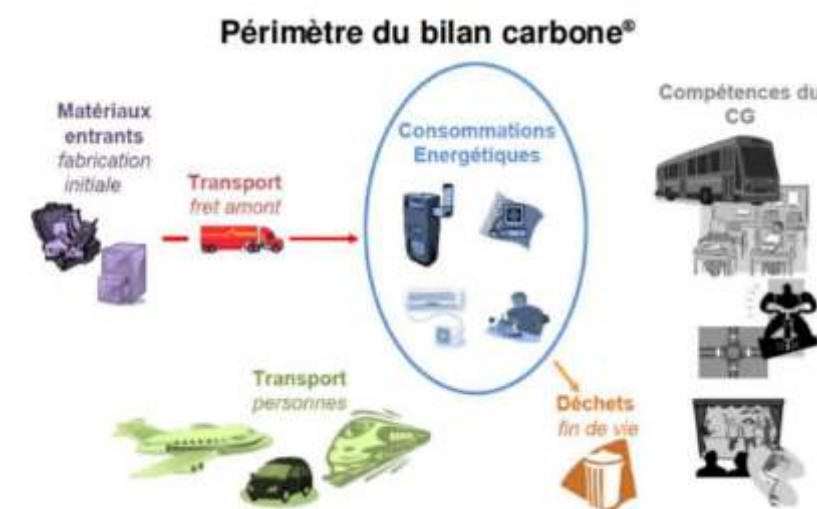 Périmètre du bilan carbone®
Matériaux
entrants
fabrication
initiale
Transport
fret amont
Consommations
Energétiques
Compétences du
CG
Transport
personnes
Déchets
fin de vie